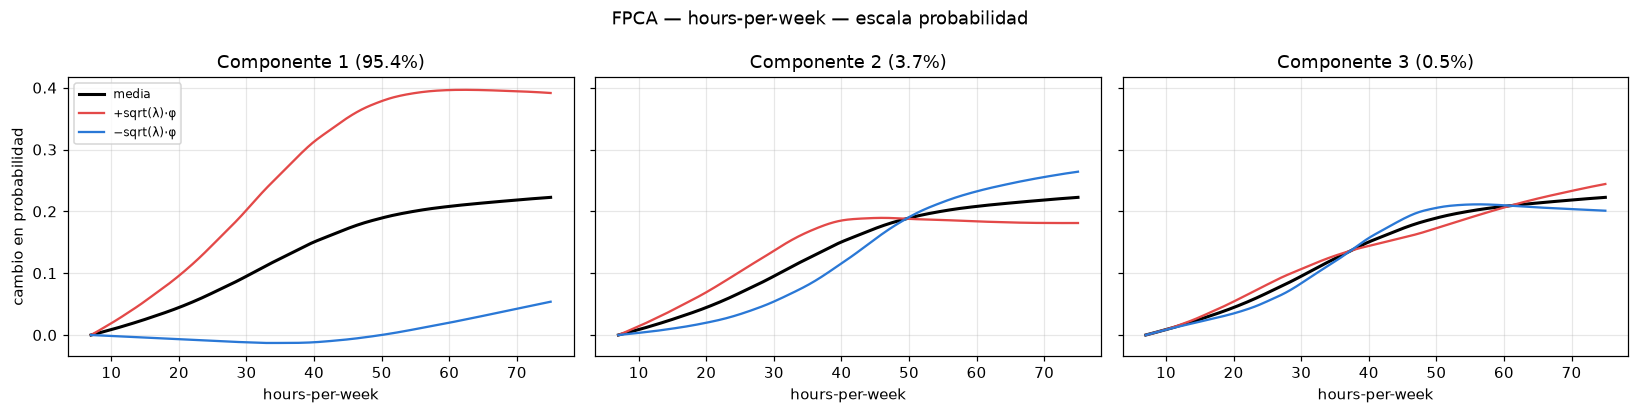 FPCA — hours-per-week — escala probabilidad
Componente 1 (95.4%)
Componente 2 (3.7%)
Componente 3 (0.5%)
cambio en probabilidad
0.4
0.3
0.2
0.1
0.0
media
+sqrt(λ)·φ
−sqrt(λ)·φ
10 20 30 40 50 60 70
10 20 30 40 50 60 70
10 20 30 40 50 60 70
hours-per-week
hours-per-week
hours-per-week